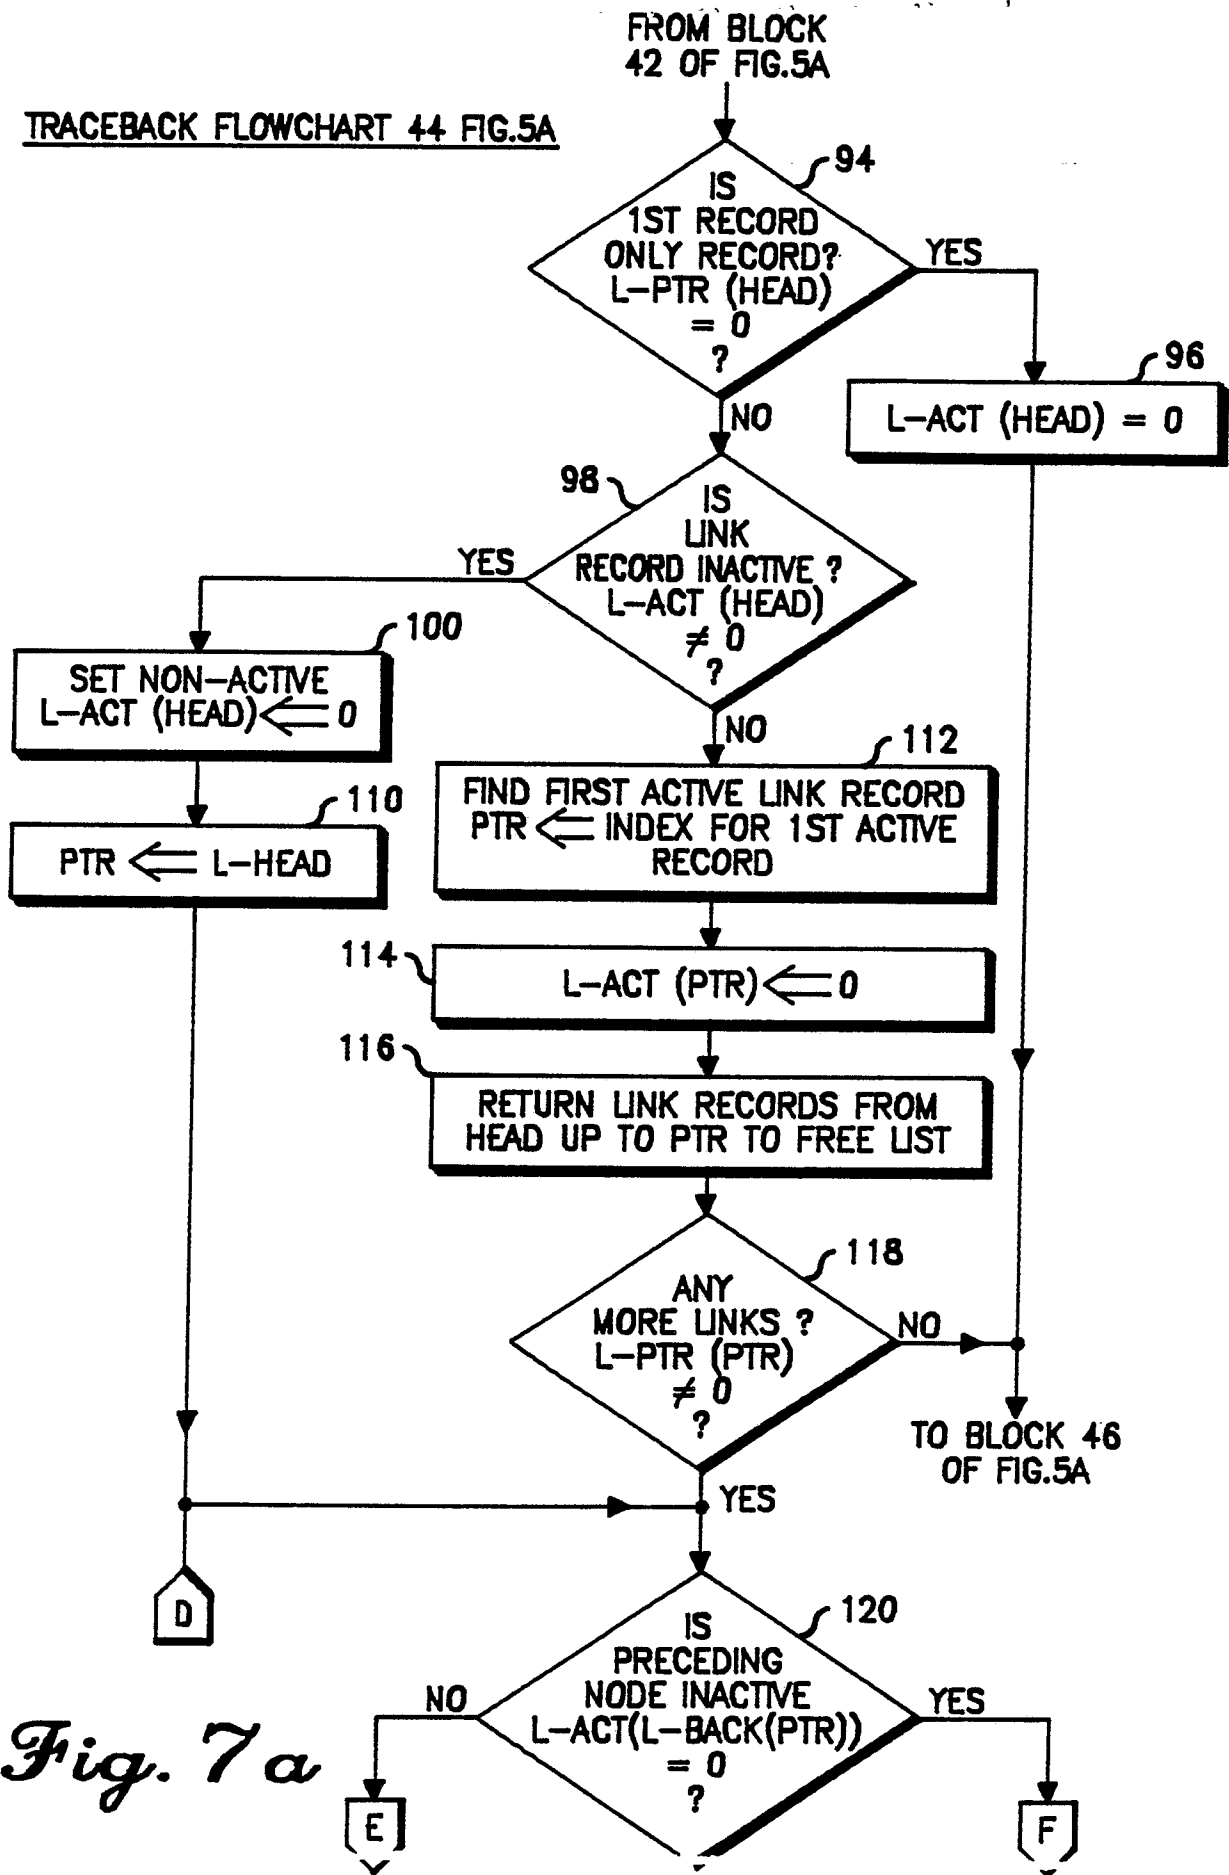 FROM BLOCK
42 OF FIG.5A
TRACEBACK FLOWCHART 44 FIG.5A
94
IS
1ST RECORD
ONLY RECORD?
L-PTR (HEAD)
= 0
?
YES
NO
96
L-ACT (HEAD) = 0
98
IS
LINK
RECORD INACTIVE ?
L-ACT (HEAD)
≠ 0
?
YES
NO
100
SET NON-ACTIVE
L-ACT (HEAD) ⇐ 0
110
PTR ⇐ L-HEAD
112
FIND FIRST ACTIVE LINK RECORD
PTR ⇐ INDEX FOR 1ST ACTIVE
RECORD
114
L-ACT (PTR) ⇐ 0
116
RETURN LINK RECORDS FROM
HEAD UP TO PTR TO FREE LIST
118
ANY
MORE LINKS ?
L-PTR (PTR)
≠ 0
?
NO
YES
TO BLOCK 46
OF FIG.5A
D
120
IS
PRECEDING
NODE INACTIVE
L-ACT(L-BACK(PTR))
= 0
?
NO
YES
E
F
Fig. 7a